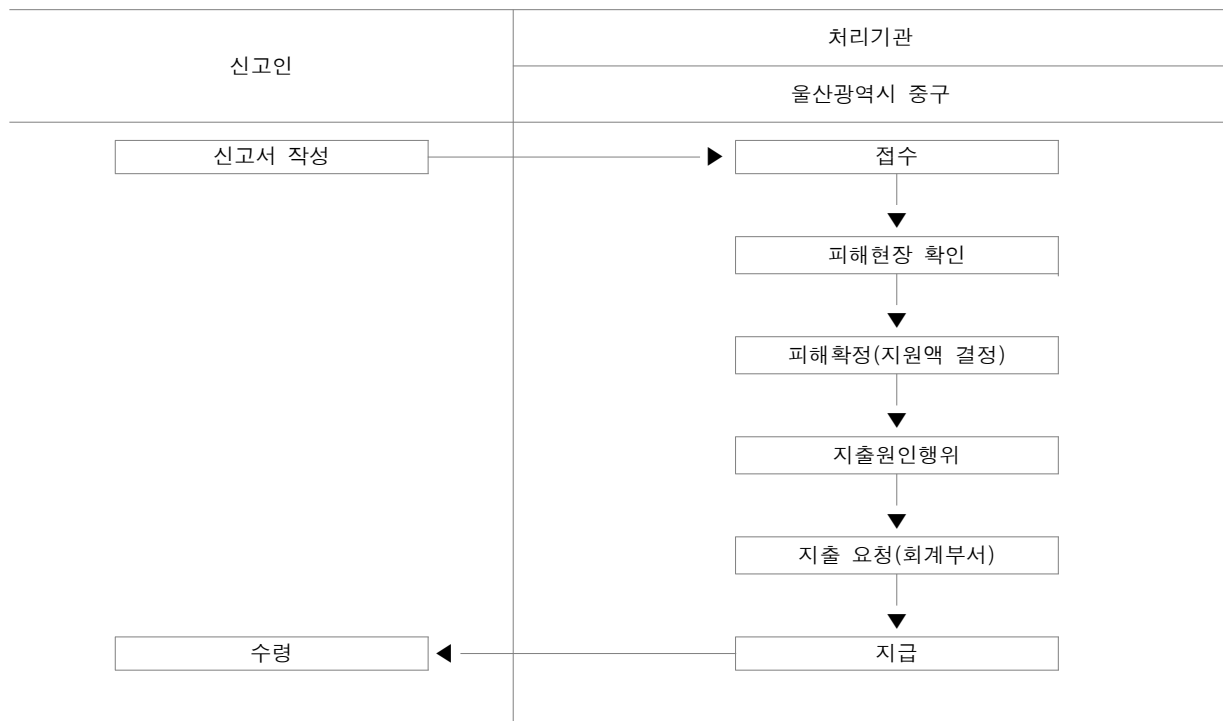 신고인
처리기관
울산광역시 중구
신고서 작성
접수
피해현장 확인
피해확정(지원액 결정)
지출원인행위
지출 요청(회계부서)
수령
지급